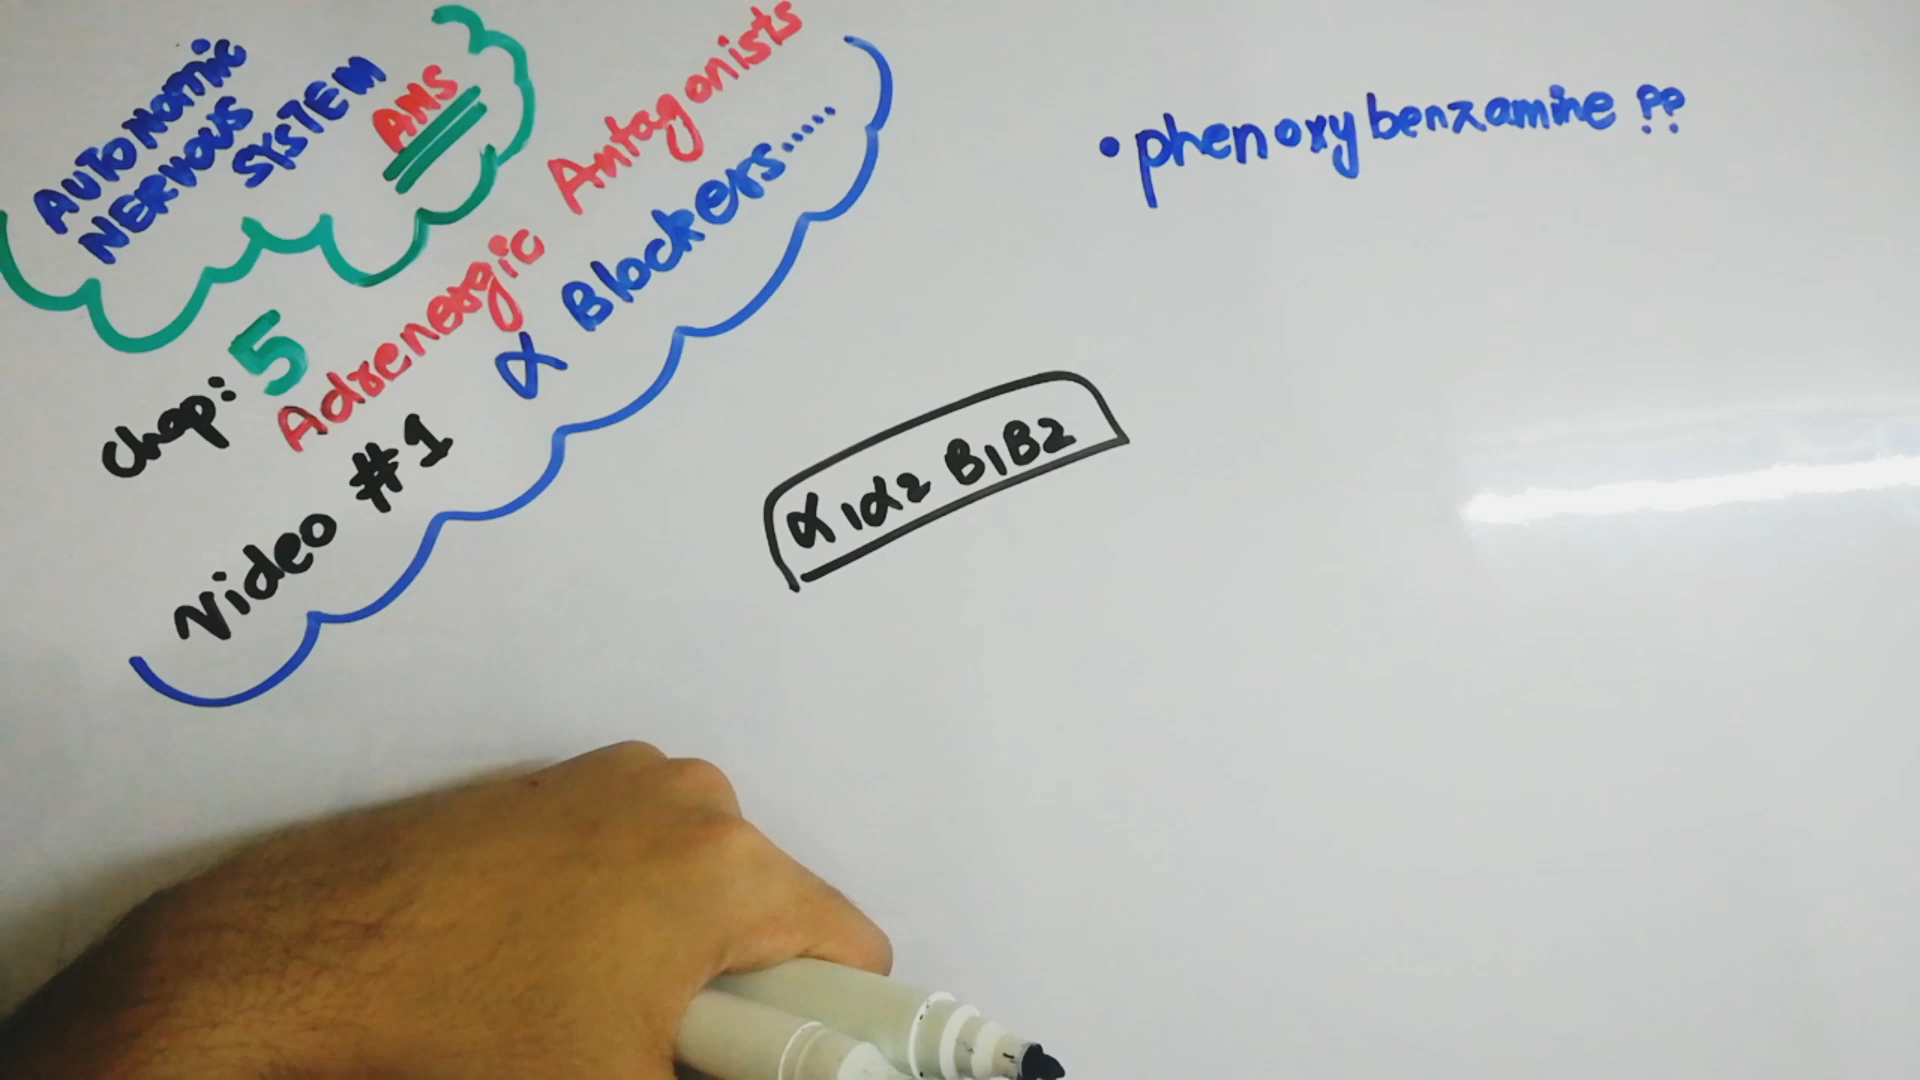 AUTONOMIC
NERVOUS
SYSTEM
ANS
Chap: 5
Adrenergic Antagonists
Video #1
α Blockers.....
• phenoxybenzamine ??
α1α2 B1B2